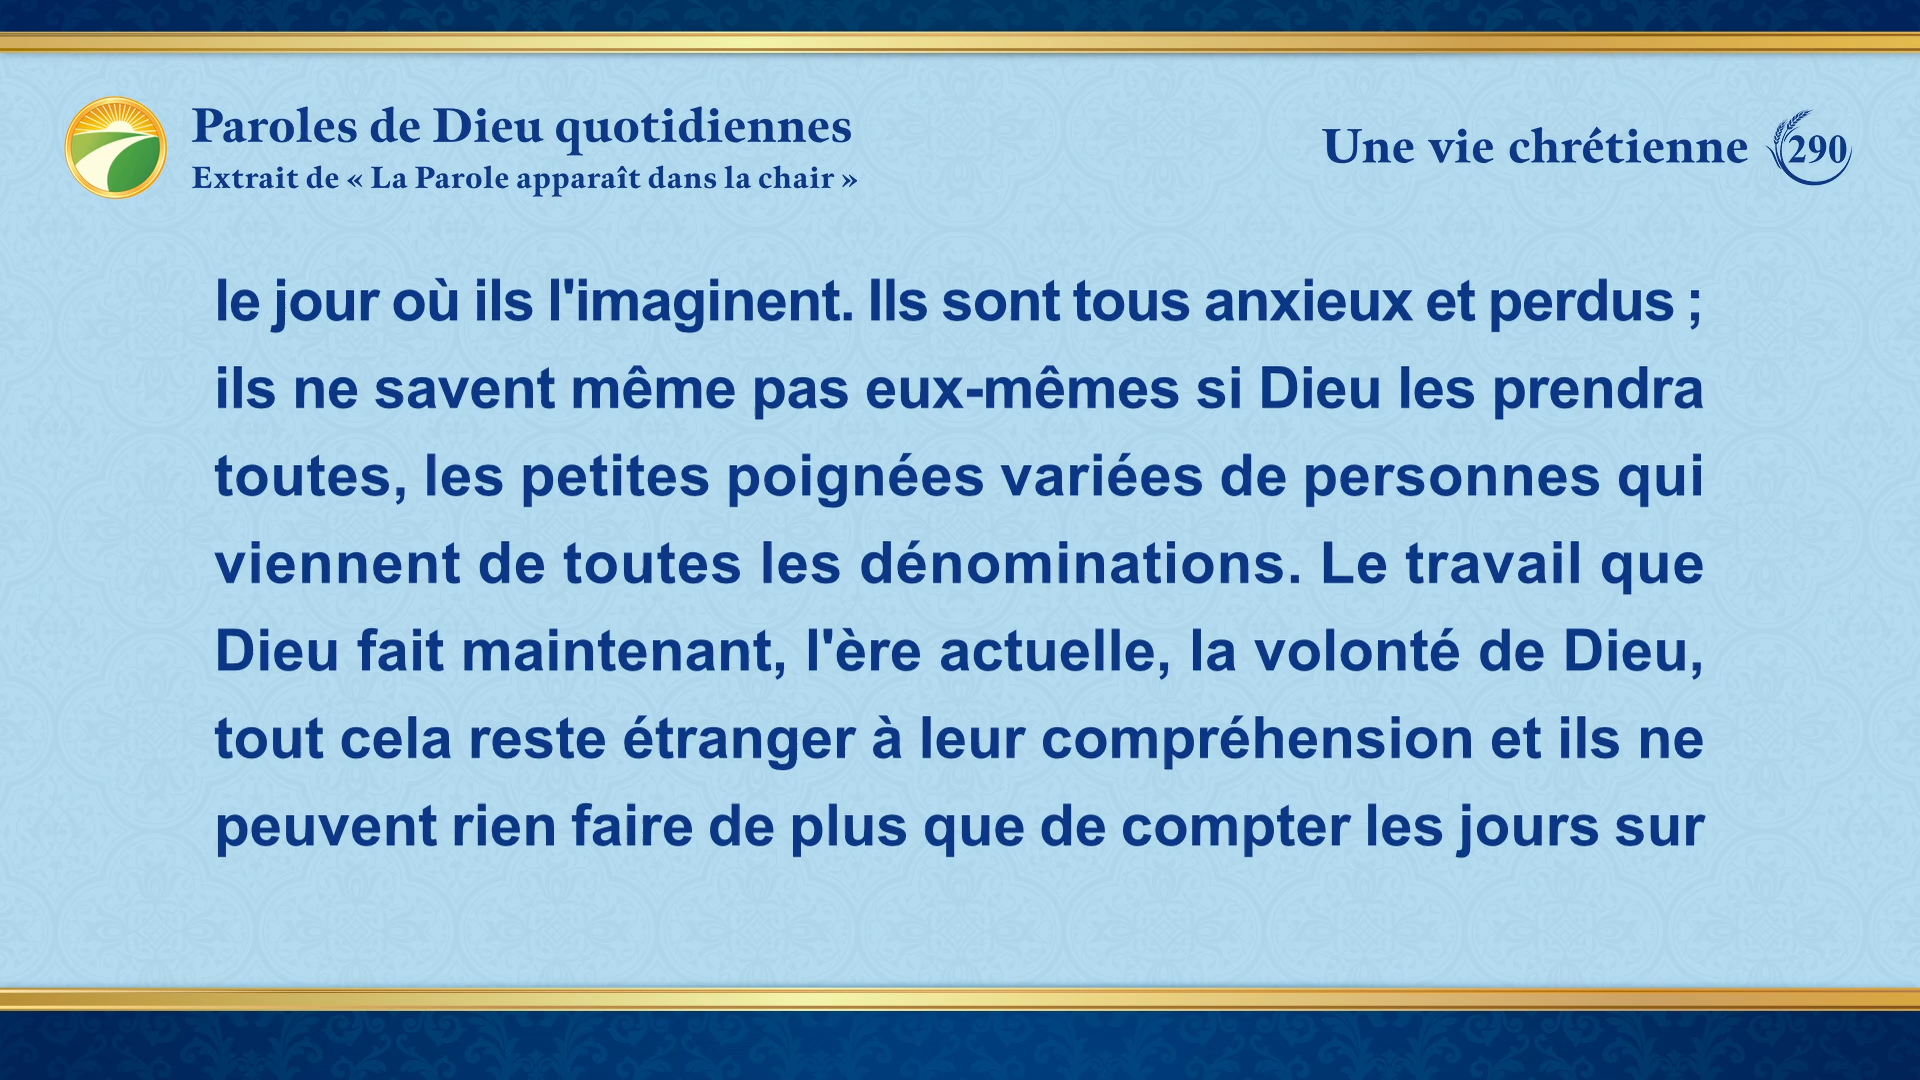 Paroles de Dieu quotidiennes
Extrait de « La Parole apparaît dans la chair »
Une vie chrétienne 290
le jour où ils l'imaginent. Ils sont tous anxieux et perdus ;
ils ne savent même pas eux-mêmes si Dieu les prendra
toutes, les petites poignées variées de personnes qui
viennent de toutes les dénominations. Le travail que
Dieu fait maintenant, l'ère actuelle, la volonté de Dieu,
tout cela reste étranger à leur compréhension et ils ne
peuvent rien faire de plus que de compter les jours sur